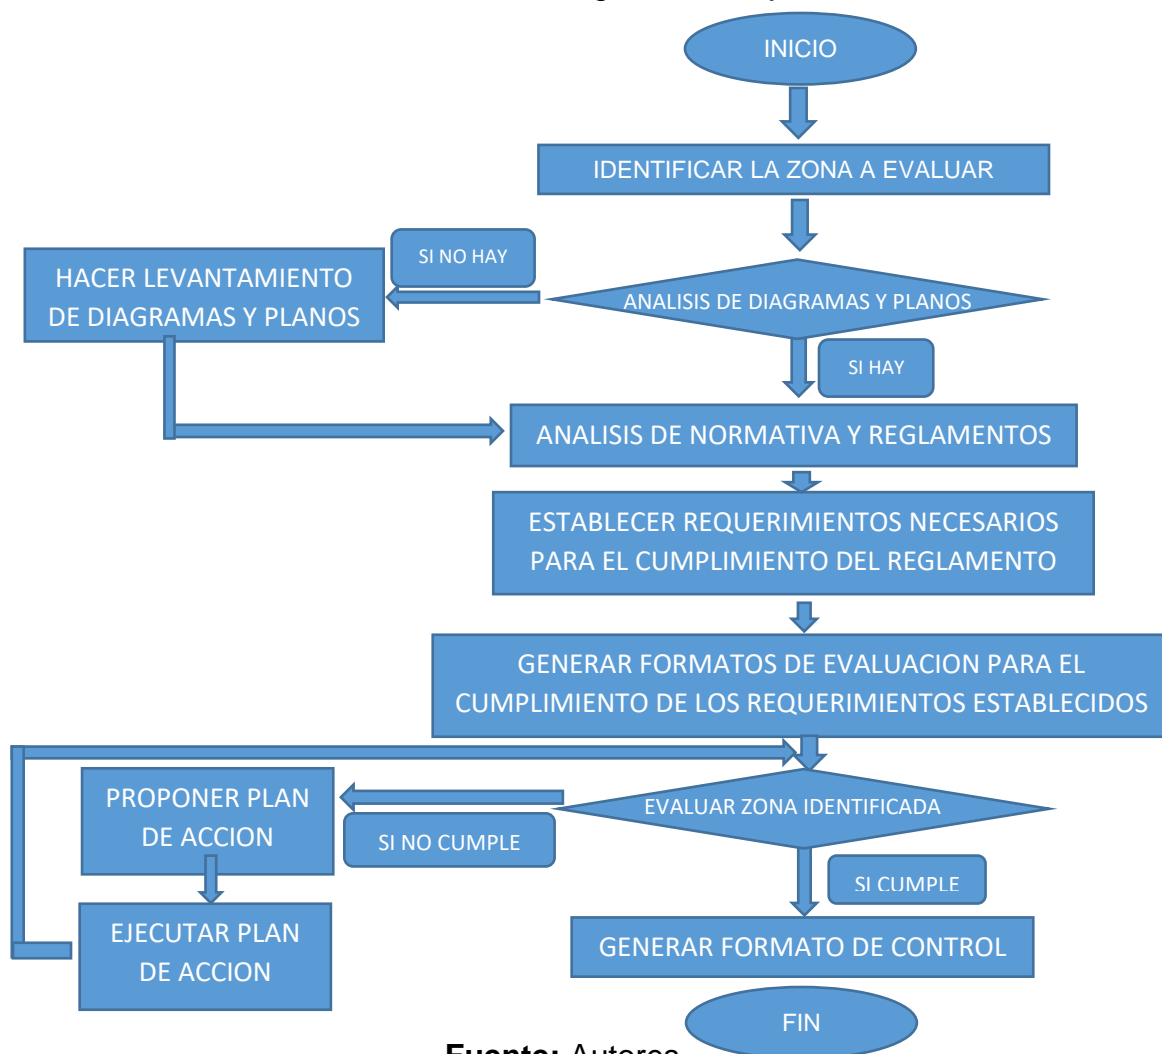 INICIO
IDENTIFICAR LA ZONA A EVALUAR
SI NO HAY
HACER LEVANTAMIENTO
DE DIAGRAMAS Y PLANOS
ANALISIS DE DIAGRAMAS Y PLANOS
SI HAY
ANALISIS DE NORMATIVA Y REGLAMENTOS
ESTABLECER REQUERIMIENTOS NECESARIOS
PARA EL CUMPLIMIENTO DEL REGLAMENTO
GENERAR FORMATOS DE EVALUACION PARA EL
CUMPLIMIENTO DE LOS REQUERIMIENTOS ESTABLECIDOS
PROPONER PLAN
DE ACCION
EVALUAR ZONA IDENTIFICADA
SI NO CUMPLE
SI CUMPLE
EJECUTAR PLAN
DE ACCION
GENERAR FORMATO DE CONTROL
FIN
Fuente: Autores